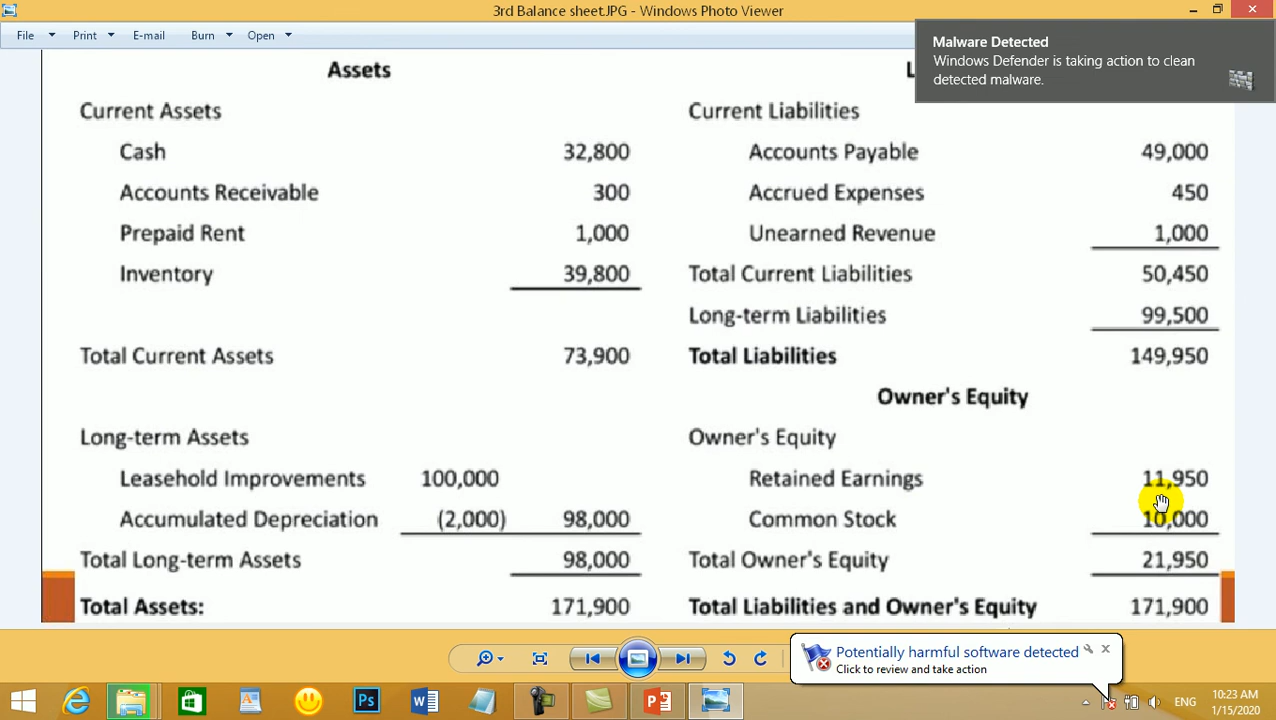 3rd Balance sheet.JPG - Windows Photo Viewer
File Print E-mail Burn Open
Malware Detected
Windows Defender is taking action to clean
detected malware.
Assets
L
Current Assets
Cash 32,800
Accounts Receivable 300
Prepaid Rent 1,000
Inventory 39,800
Total Current Assets 73,900
Long-term Assets
Leasehold Improvements 100,000
Accumulated Depreciation (2,000) 98,000
Total Long-term Assets 98,000
Total Assets: 171,900
Current Liabilities
Accounts Payable 49,000
Accrued Expenses 450
Unearned Revenue 1,000
Total Current Liabilities 50,450
Long-term Liabilities 99,500
Total Liabilities 149,950
Owner's Equity
Owner's Equity
Retained Earnings 11,950
Common Stock 10,000
Total Owner's Equity 21,950
Total Liabilities and Owner's Equity 171,900
Potentially harmful software detected
Click to review and take action
Ps
ENG
10:23 AM
1/15/2020